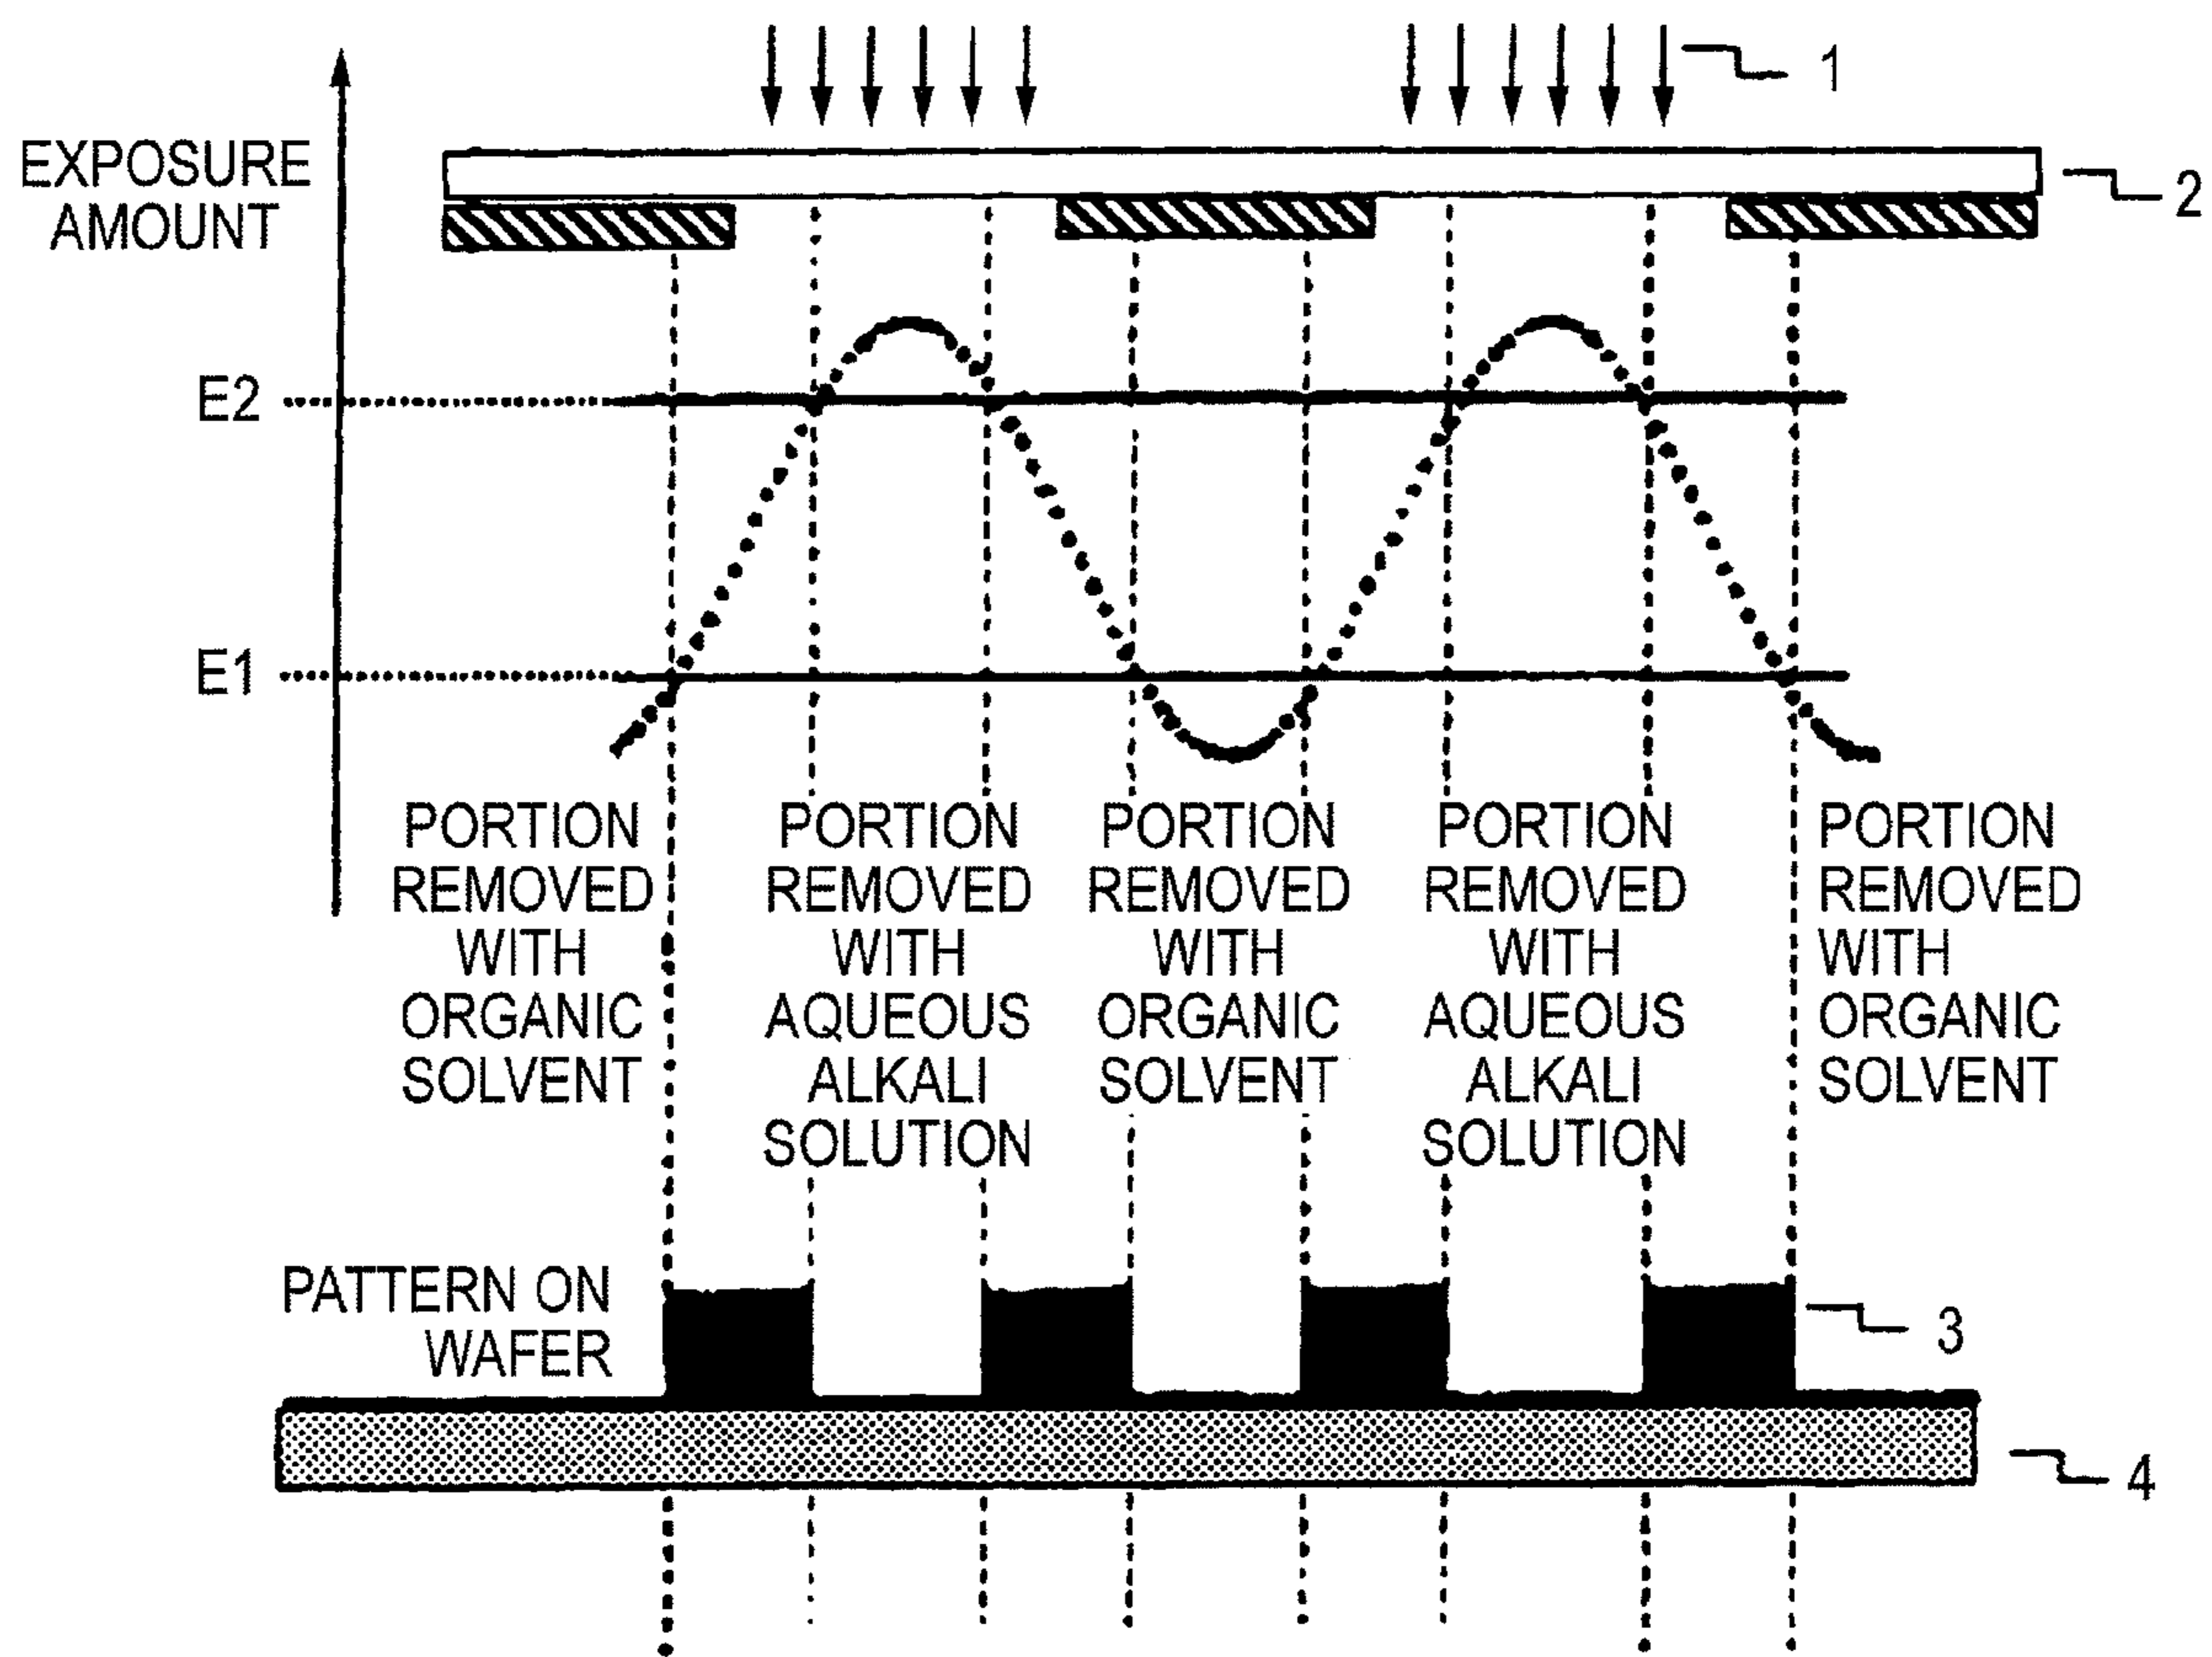 1
EXPOSURE
AMOUNT
2
E2
E1
PORTION
REMOVED
WITH
ORGANIC
SOLVENT
PORTION
REMOVED
WITH
AQUEOUS
ALKALI
SOLUTION
PORTION
REMOVED
WITH
ORGANIC
SOLVENT
PORTION
REMOVED
WITH
AQUEOUS
ALKALI
SOLUTION
PORTION
REMOVED
WITH
ORGANIC
SOLVENT
PATTERN ON
WAFER
3
4